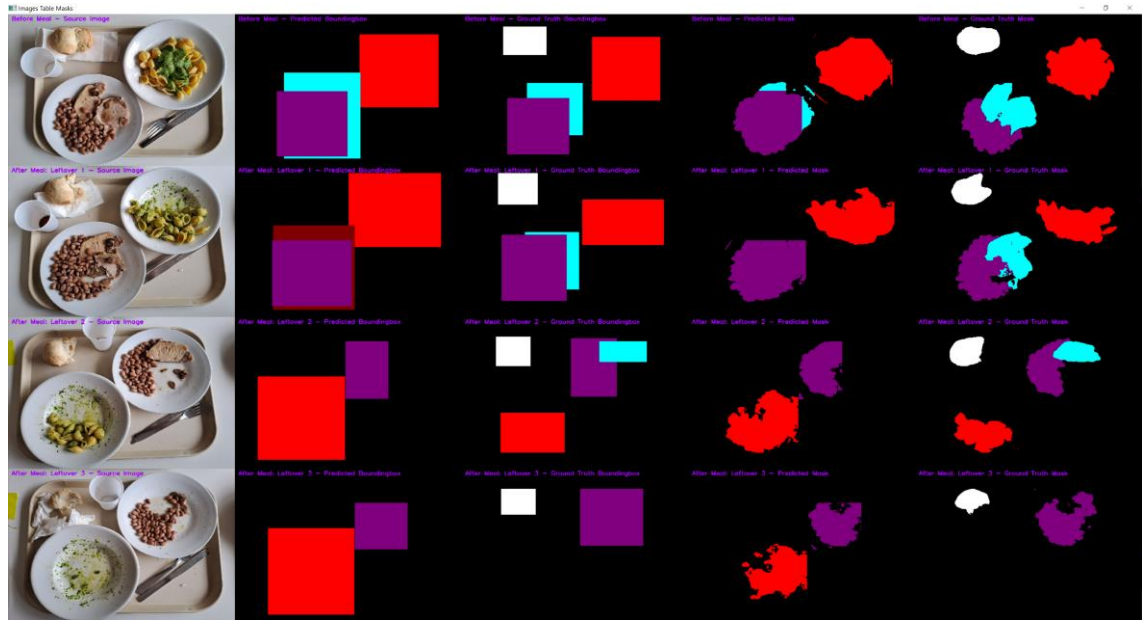 Images Table Masks
Before Meal - Source Image
Before Meal - Predicted Boundingbox
Before Meal - Ground Truth Boundingbox
Before Meal - Predicted Mask
Before Meal - Ground Truth Mask
After Meal: Leftover 1 - Source Image
After Meal: Leftover 1 - Predicted Boundingbox
After Meal: Leftover 1 - Ground Truth Boundingbox
After Meal: Leftover 1 - Predicted Mask
After Meal: Leftover 1 - Ground Truth Mask
After Meal: Leftover 2 - Source Image
After Meal: Leftover 2 - Predicted Boundingbox
After Meal: Leftover 2 - Ground Truth Boundingbox
After Meal: Leftover 2 - Predicted Mask
After Meal: Leftover 2 - Ground Truth Mask
After Meal: Leftover 3 - Source Image
After Meal: Leftover 3 - Predicted Boundingbox
After Meal: Leftover 3 - Ground Truth Boundingbox
After Meal: Leftover 3 - Predicted Mask
After Meal: Leftover 3 - Ground Truth Mask